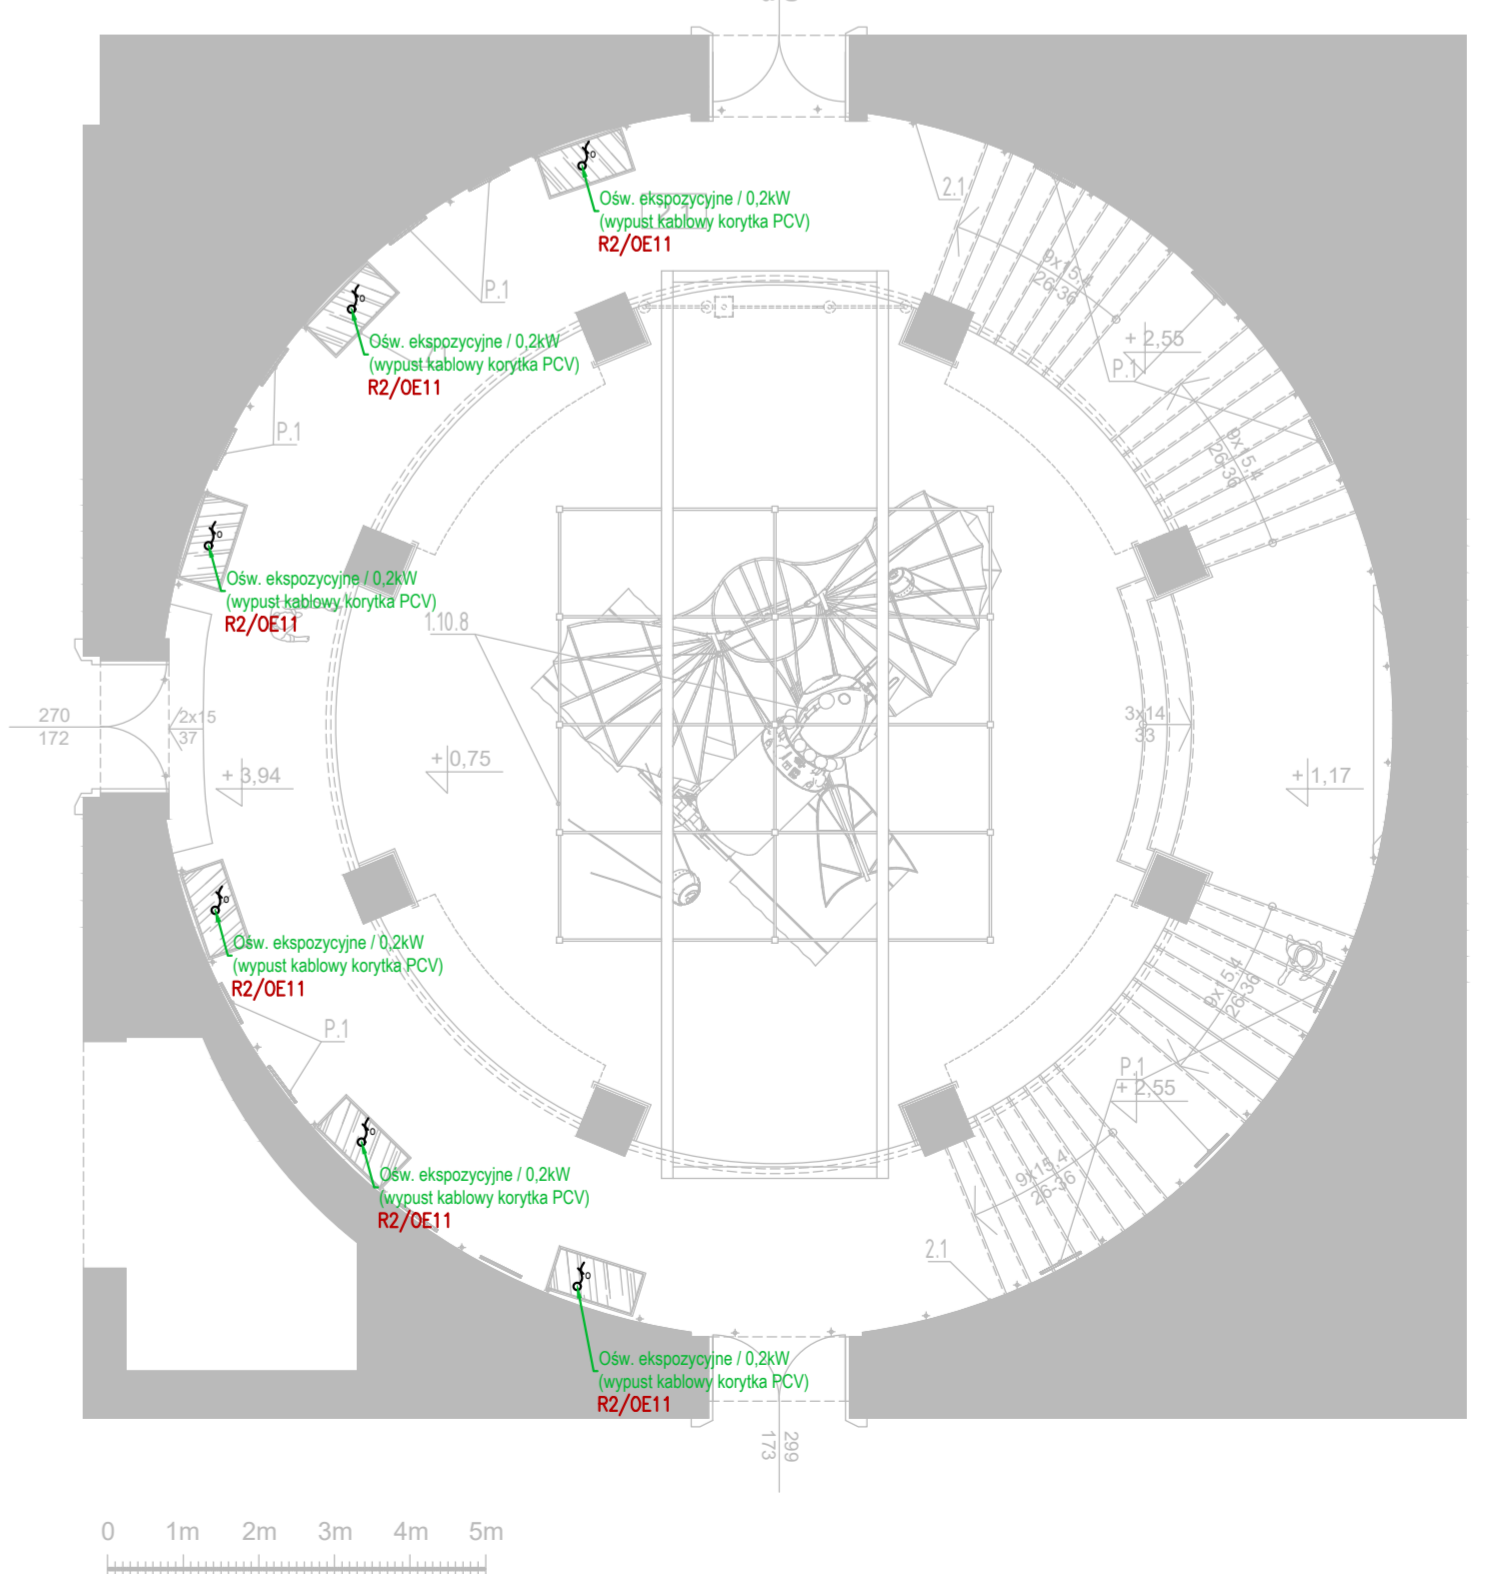 2.1
Ośw. ekspozycyjne / 0,2kW
(wypust kablowy korytka PCV)
R2/OE11
2.1
9x15,4
26-36
P.1
+ 2,55
P.1
Ośw. ekspozycyjne / 0,2kW
(wypust kablowy korytka PCV)
R2/OE11
P.1
9x15,4
26-36
Ośw. ekspozycyjne / 0,2kW
(wypust kablowy korytka PCV)
R2/OE11
1.10.8
270
172
2x15
37
3x14
33
+ 3,94
+ 0,75
+ 1,17
Ośw. ekspozycyjne / 0,2kW
(wypust kablowy korytka PCV)
R2/OE11
9x15,4
26-36
P.1
P.1
+ 2,55
Ośw. ekspozycyjne / 0,2kW
(wypust kablowy korytka PCV)
R2/OE11
9x15,4
26-36
2.1
Ośw. ekspozycyjne / 0,2kW
(wypust kablowy korytka PCV)
R2/OE11
299
173
0 1m 2m 3m 4m 5m